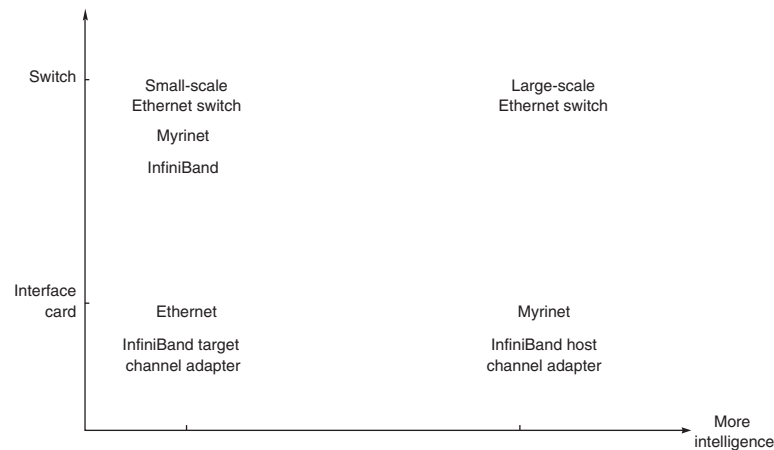 Switch
Small-scale
Ethernet switch
Myrinet
InfiniBand
Large-scale
Ethernet switch
Interface
card
Ethernet
InfiniBand target
channel adapter
Myrinet
InfiniBand host
channel adapter
More
intelligence